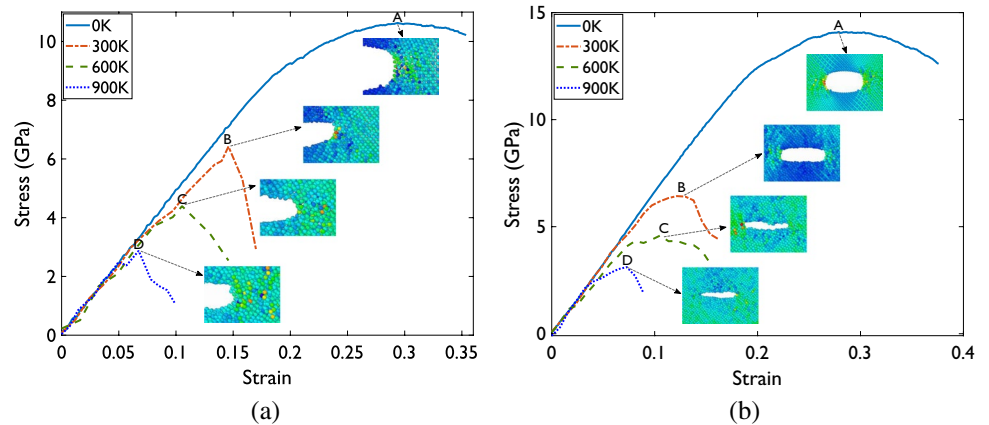 10
8
6
4
2
0
Stress (GPa)
0K
300K
600K
900K
A
B
C
D
0 0.05 0.1 0.15 0.2 0.25 0.3 0.35
Strain
(a)
15
10
5
0
Stress (GPa)
0K
300K
600K
900K
A
B
C
D
0 0.1 0.2 0.3 0.4
Strain
(b)